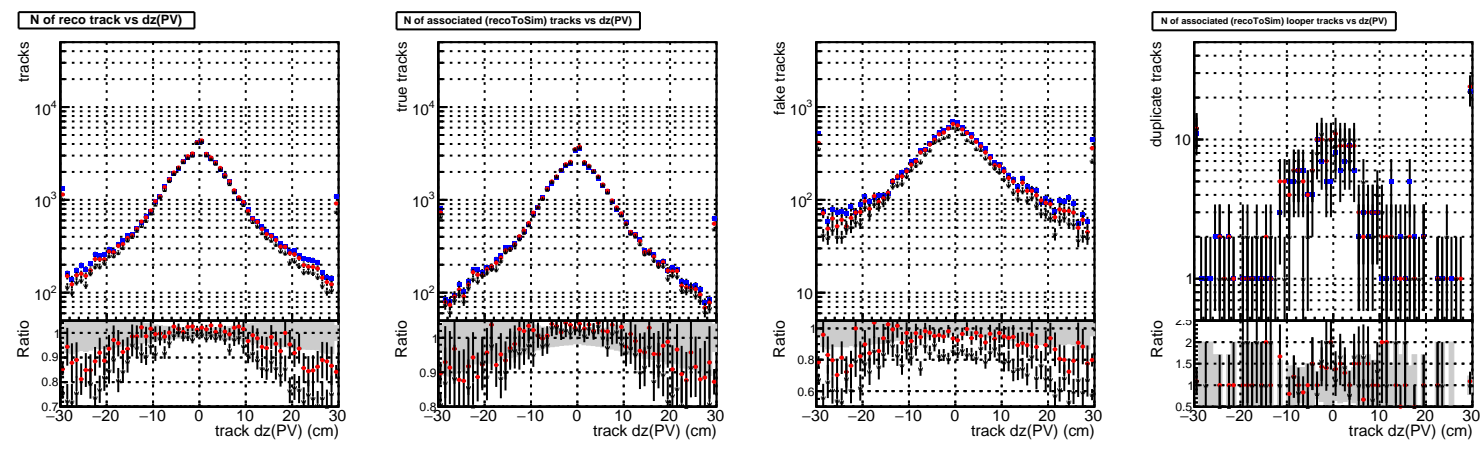 N of reco track vs dz(PV)
tracks
10⁴
10³
10²
Ratio
1
0.9
0.8
0.7
−30 −20 −10 0 10 20 30
track dz(PV) (cm)
N of associated (recoToSim) tracks vs dz(PV)
true tracks
10⁴
10³
10²
Ratio
1
0.9
0.8
−30 −20 −10 0 10 20 30
track dz(PV) (cm)
fake tracks
10³
10²
10
Ratio
1
0.8
0.6
−30 −20 −10 0 10 20 30
track dz(PV) (cm)
N of associated (recoToSim) looper tracks vs dz(PV)
duplicate tracks
10
1
Ratio
2.5
2
1.5
1
0.5
−30 −20 −10 0 10 20 30
track dz(PV) (cm)